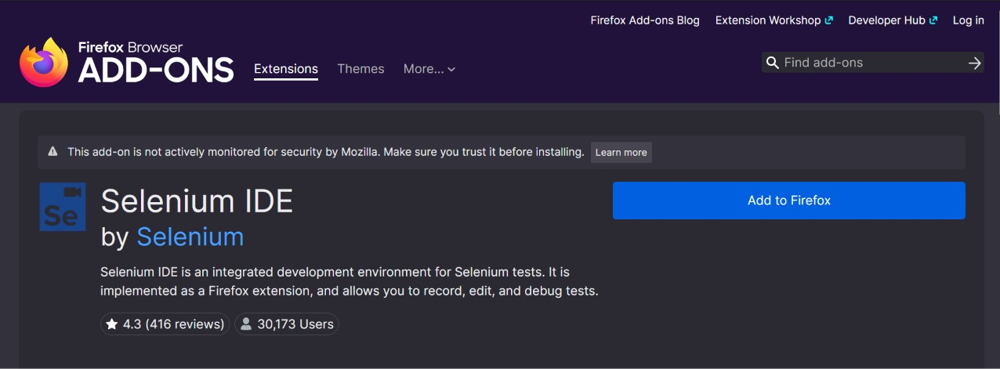 Firefox Add-ons Blog Extension Workshop Developer Hub Log in
Firefox Browser
ADD-ONS
Extensions Themes More...
Find add-ons
This add-on is not actively monitored for security by Mozilla. Make sure you trust it before installing. Learn more
Se
Selenium IDE
by Selenium
Add to Firefox
Selenium IDE is an integrated development environment for Selenium tests. It is
implemented as a Firefox extension, and allows you to record, edit, and debug tests.
4.3 (416 reviews) 30,173 Users